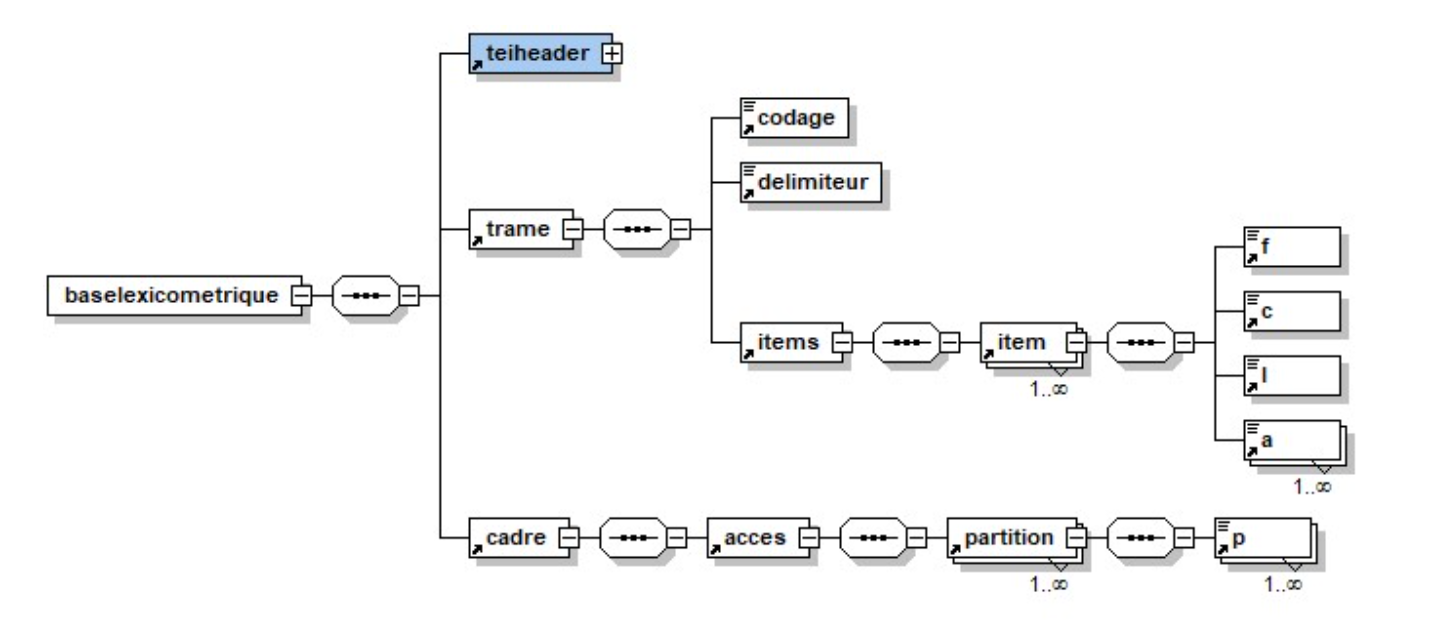 teiheader
codage
delimiteur
trame
f
baselexicometrique
c
items
item
1..∞
l
a
1..∞
cadre
acces
partition
p
1..∞
1..∞